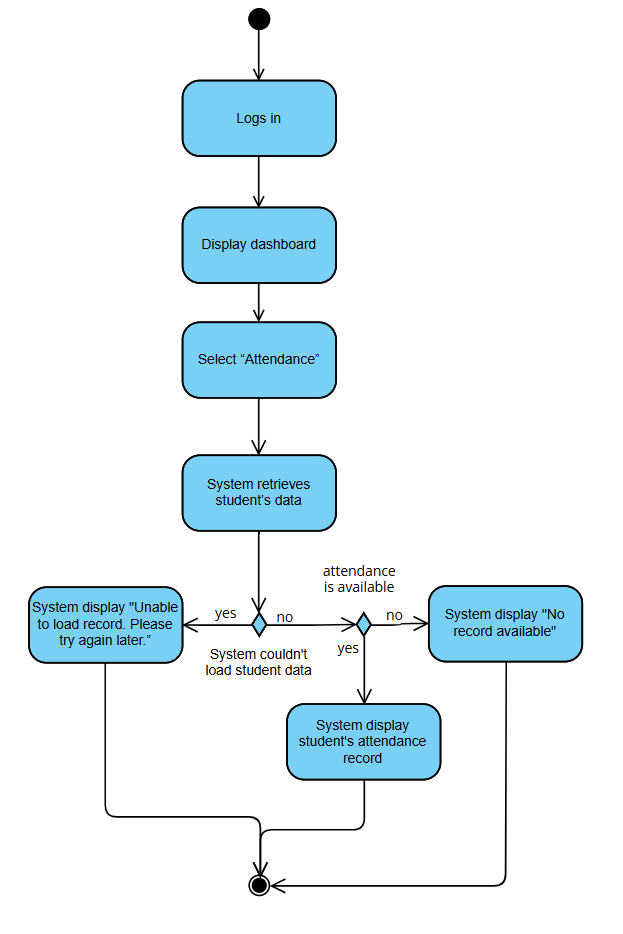 Logs in
Display dashboard
Select “Attendance”
System retrieves
student’s data
attendance
is available
System display "Unable
to load record. Please
try again later.”
yes
no
System couldn't
load student data
no
yes
System display "No
record available"
System display
student's attendance
record